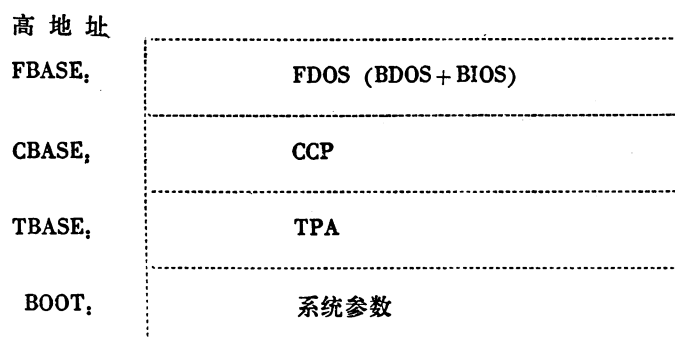 高地址
FBASE: FDOS (BDOS+BIOS)
CBASE: CCP
TBASE: TPA
BOOT: 系统参数